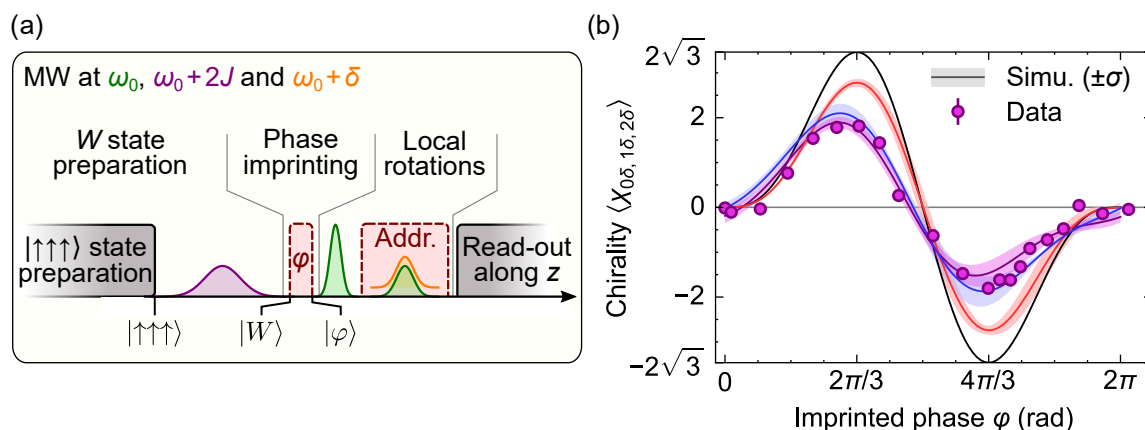 (a)
MW at ω₀, ω₀+2J and ω₀+δ
W state
preparation
Phase
imprinting
Local
rotations
|↑↑↑⟩ state
preparation
φ
Addr.
Read-out
along z
|↑↑↑⟩
|W⟩
|φ⟩
(b)
Chirality ⟨χ₀δ, ₁δ, ₂δ⟩
2√3
2
0
−2
−2√3
Simu. (±σ)
Data
0
2π/3
4π/3
2π
Imprinted phase φ (rad)